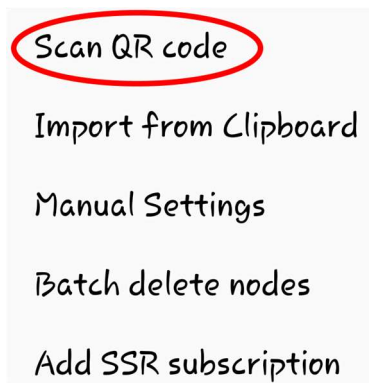 Scan QR code
Import from Clipboard
Manual Settings
Batch delete nodes
Add SSR subscription